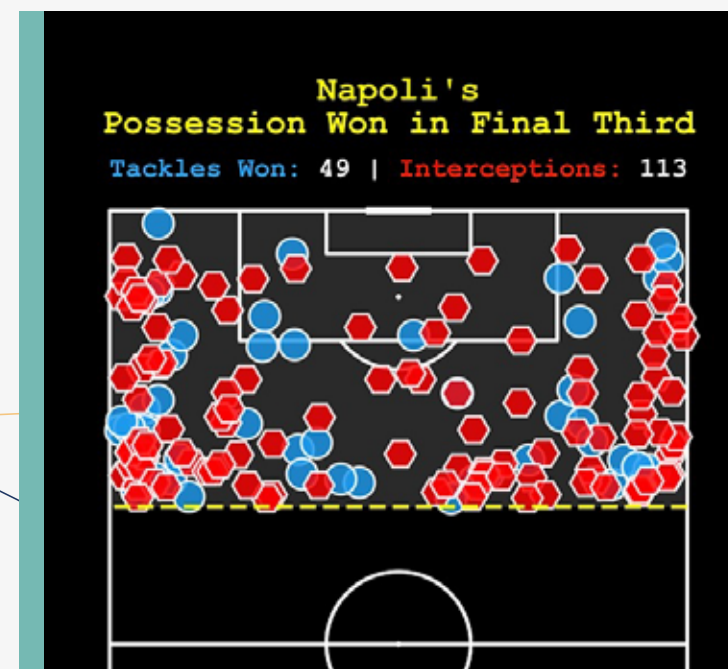 Napoli's
Possession Won in Final Third
Tackles Won: 49 | Interceptions: 113